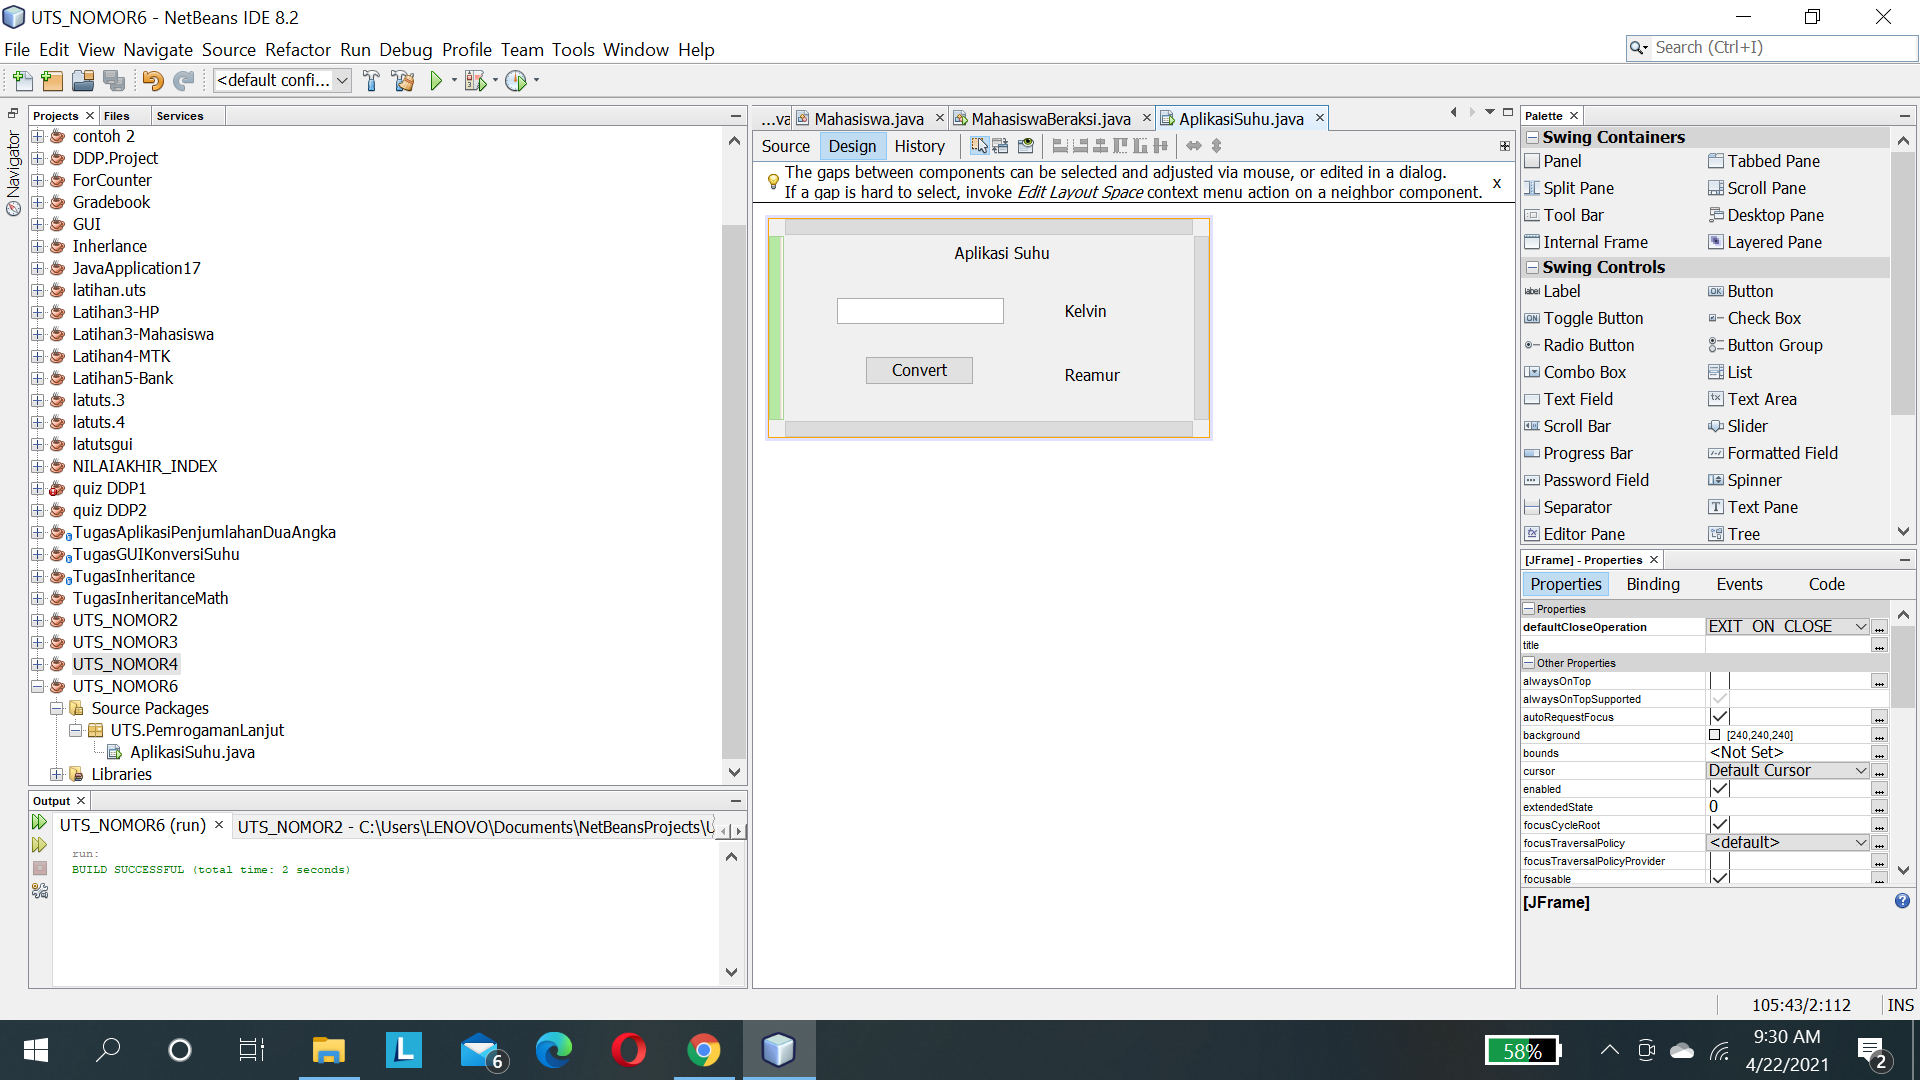 UTS_NOMOR6 - NetBeans IDE 8.2
File Edit View Navigate Source Refactor Run Debug Profile Team Tools Window Help
Search (Ctrl+I)
<default confi...
Navigator
Projects Files Services
contoh 2
DDP.Project
ForCounter
Gradebook
GUI
Inherlance
JavaApplication17
latihan.uts
Latihan3-HP
Latihan3-Mahasiswa
Latihan4-MTK
Latihan5-Bank
latuts.3
latuts.4
latutsgui
NILAIAKHIR_INDEX
quiz DDP1
quiz DDP2
TugasAplikasiPenjumlahanDuaAngka
TugasGUIKonversiSuhu
TugasInheritance
TugasInheritanceMath
UTS_NOMOR2
UTS_NOMOR3
UTS_NOMOR4
UTS_NOMOR6
Source Packages
UTS.PemrogamanLanjut
AplikasiSuhu.java
Libraries
Output
UTS_NOMOR6 (run) UTS_NOMOR2 - C:\Users\LENOVO\Documents\NetBeansProjects\U
run:
BUILD SUCCESSFUL (total time: 2 seconds)
...va Mahasiswa.java MahasiswaBeraksi.java AplikasiSuhu.java
Source Design History
The gaps between components can be selected and adjusted via mouse, or edited in a dialog.
If a gap is hard to select, invoke Edit Layout Space context menu action on a neighbor component. x
Aplikasi Suhu
Kelvin
Convert
Reamur
Palette
Swing Containers
Panel Tabbed Pane
Split Pane Scroll Pane
Tool Bar Desktop Pane
Internal Frame Layered Pane
Swing Controls
label Label OK Button
ON Toggle Button Check Box
Radio Button Button Group
Combo Box List
Text Field Text Area
Scroll Bar Slider
Progress Bar Formatted Field
Password Field Spinner
Separator Text Pane
Editor Pane Tree
[JFrame] - Properties
Properties Binding Events Code
Properties
defaultCloseOperation EXIT_ON_CLOSE ...
title ...
Other Properties
alwaysOnTop ...
alwaysOnTopSupported
autoRequestFocus ...
background [240,240,240] ...
bounds <Not Set> ...
cursor Default Cursor ...
enabled ...
extendedState 0 ...
focusCycleRoot ...
focusTraversalPolicy <default> ...
focusTraversalPolicyProvider ...
focusable ...
[JFrame]
105:43/2:112 INS
L
6
58%
9:30 AM
4/22/2021
2